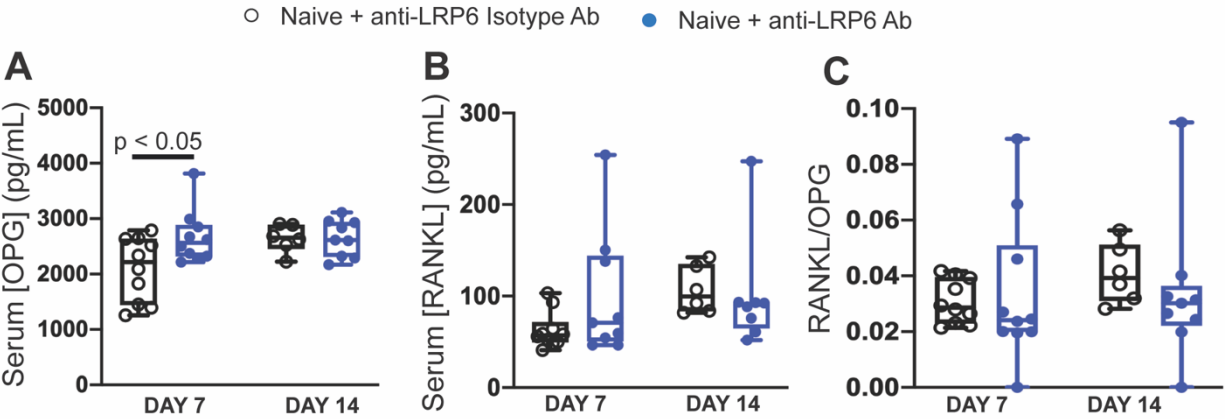 Naive + anti-LRP6 Isotype Ab
Naive + anti-LRP6 Ab
A
Serum [OPG] (pg/mL)
5000
4000
3000
2000
1000
0
p < 0.05
DAY 7
DAY 14
B
Serum [RANKL] (pg/mL)
300
200
100
0
DAY 7
DAY 14
C
RANKL/OPG
0.10
0.08
0.06
0.04
0.02
0.00
DAY 7
DAY 14